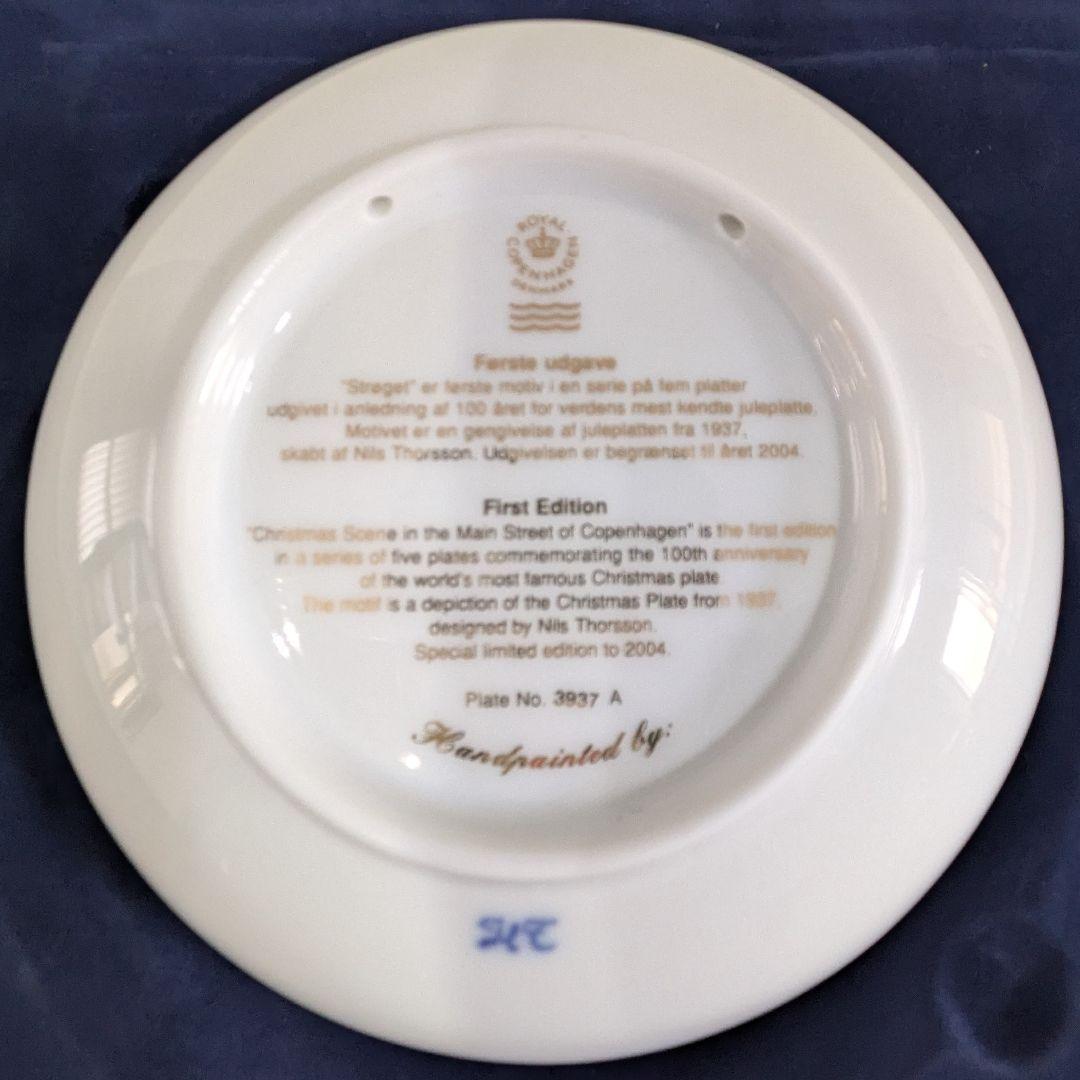 ROYAL
COPENHAGEN
DENMARK
Første udgave
"Strøget" er første motiv i en serie på fem platter
udgivet i anledning af 100 året for verdens mest kendte juleplatte.
Motivet er en gengivelse af juleplatten fra 1937,
skabt af Nils Thorsson. Udgivelsen er begrænset til året 2004.
First Edition
"Christmas Scene in the Main Street of Copenhagen" is the first edition
in a series of five plates commemorating the 100th anniversary
of the world's most famous Christmas plate.
The motif is a depiction of the Christmas Plate from 1937,
designed by Nils Thorsson.
Special limited edition to 2004.
Plate No. 3937 A
Handpainted by: